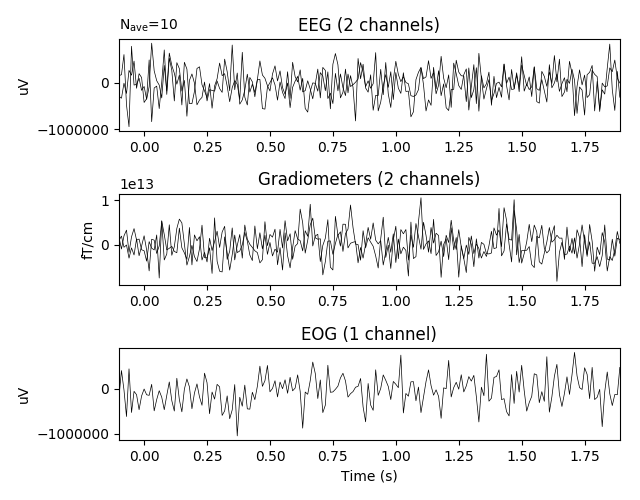 N_ave=10
EEG (2 channels)
uV
0
−1000000
0.00 0.25 0.50 0.75 1.00 1.25 1.50 1.75
1e13
Gradiometers (2 channels)
fT/cm
1
0
0.00 0.25 0.50 0.75 1.00 1.25 1.50 1.75
EOG (1 channel)
uV
0
−1000000
0.00 0.25 0.50 0.75 1.00 1.25 1.50 1.75
Time (s)